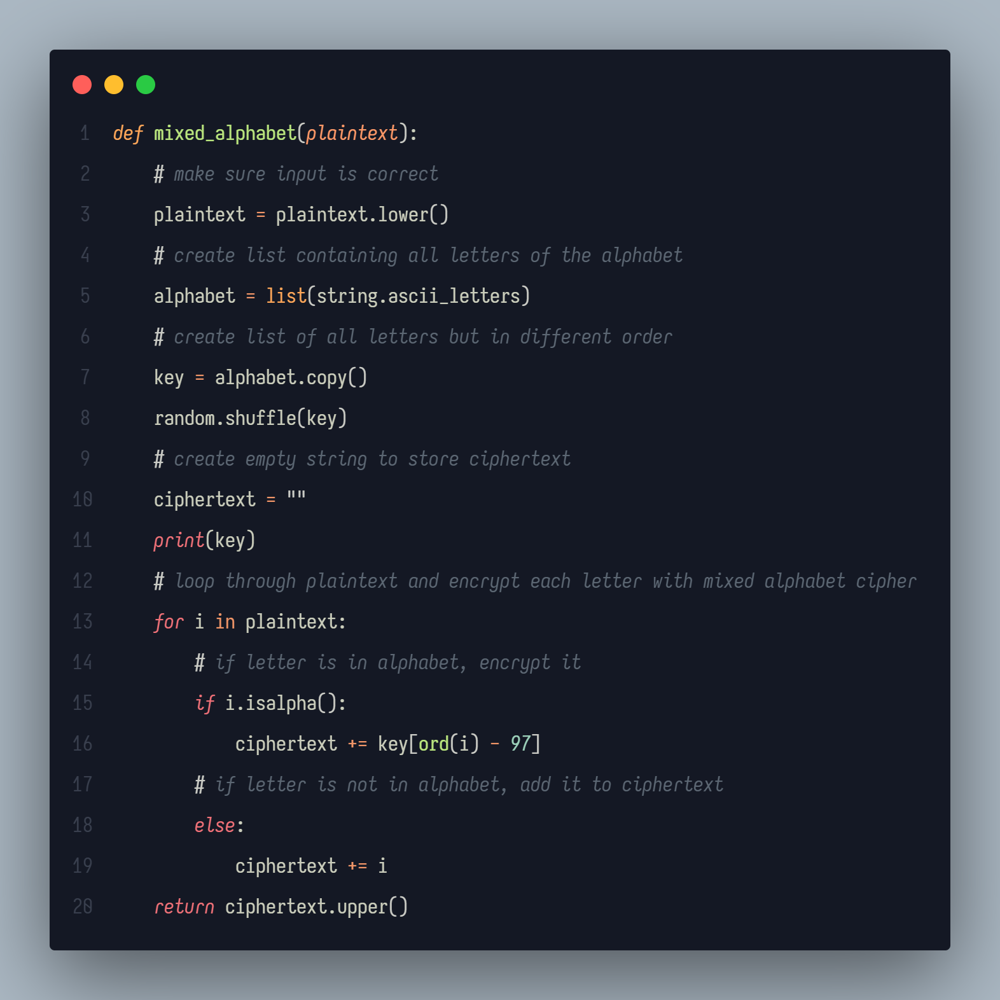 1 def mixed_alphabet(plaintext):
2     # make sure input is correct
3     plaintext = plaintext.lower()
4     # create list containing all letters of the alphabet
5     alphabet = list(string.ascii_letters)
6     # create list of all letters but in different order
7     key = alphabet.copy()
8     random.shuffle(key)
9     # create empty string to store ciphertext
10     ciphertext = ""
11     print(key)
12     # loop through plaintext and encrypt each letter with mixed alphabet cipher
13     for i in plaintext:
14         # if letter is in alphabet, encrypt it
15         if i.isalpha():
16             ciphertext += key[ord(i) - 97]
17         # if letter is not in alphabet, add it to ciphertext
18         else:
19             ciphertext += i
20     return ciphertext.upper()